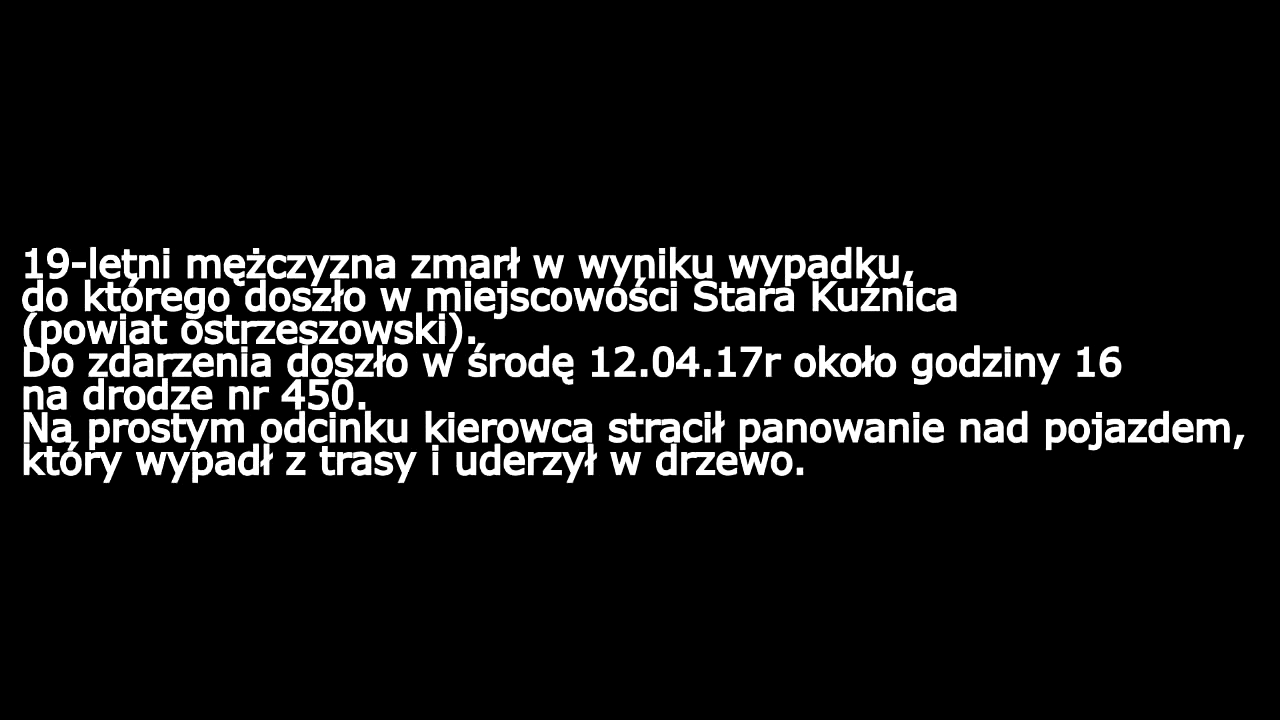 19-letni mężczyzna zmarł w wyniku wypadku,
do którego doszło w miejscowości Stara Kuźnica
(powiat ostrzeszowski).
Do zdarzenia doszło w środę 12.04.17r około godziny 16
na drodze nr 450.
Na prostym odcinku kierowca stracił panowanie nad pojazdem,
który wypadł z trasy i uderzył w drzewo.